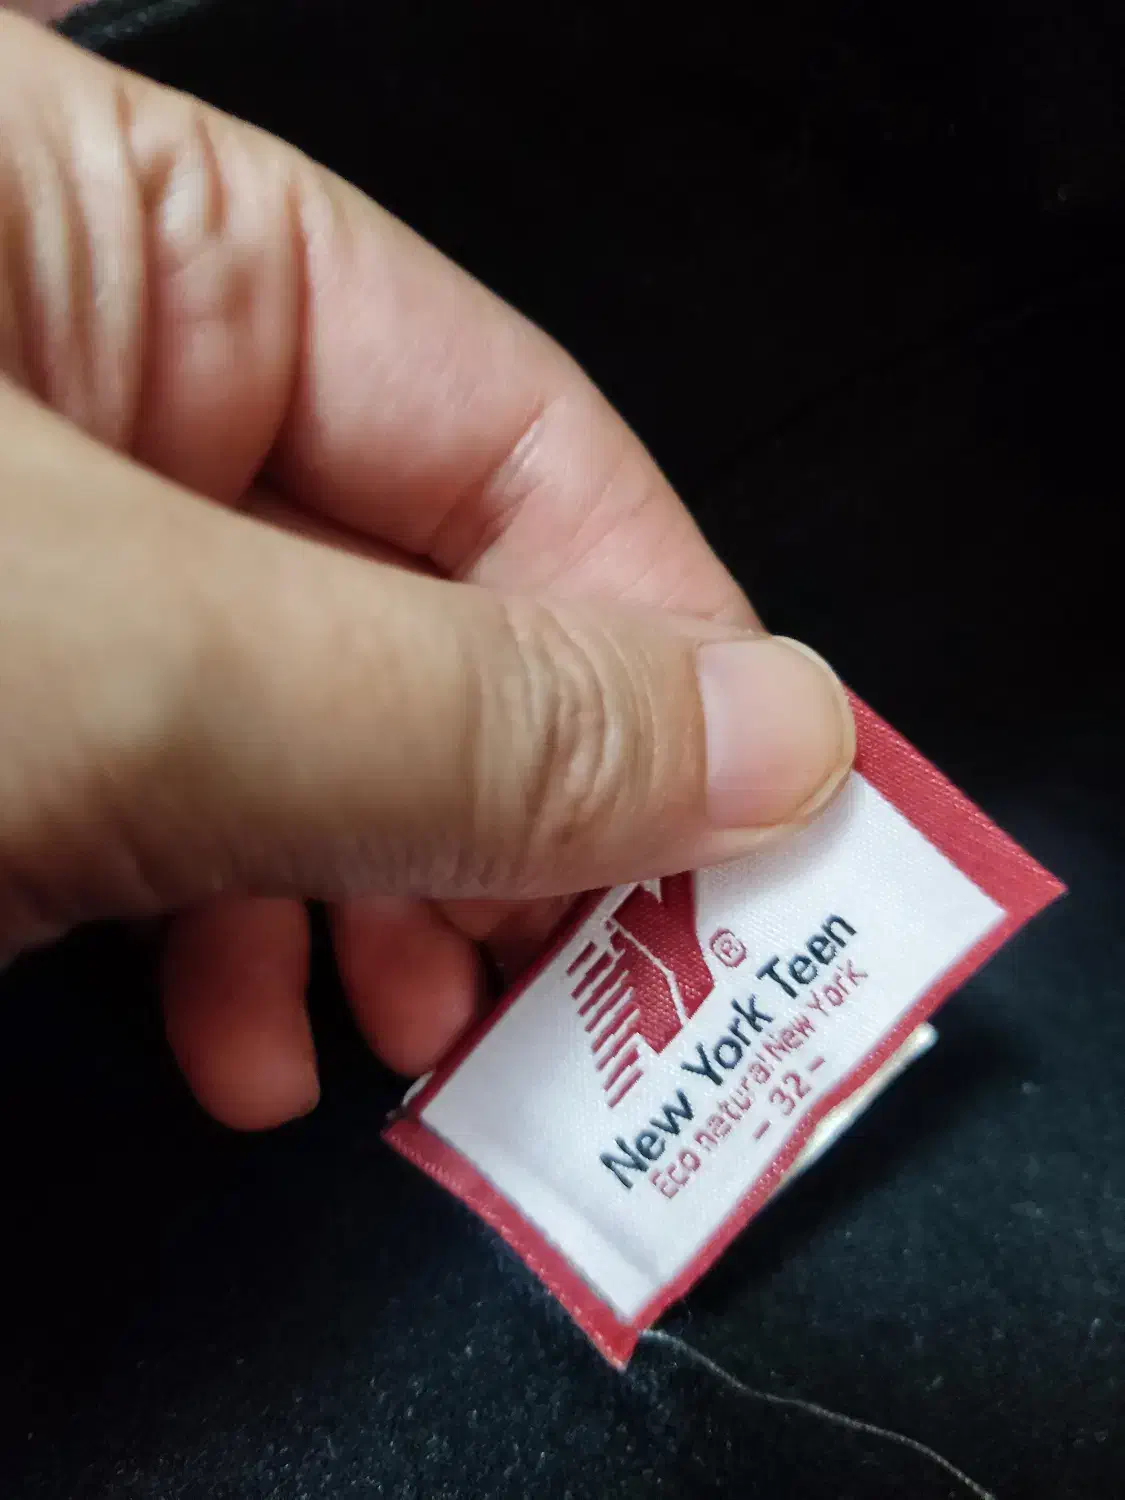 ®
New York Teen
Eco natural New York
- 32 -